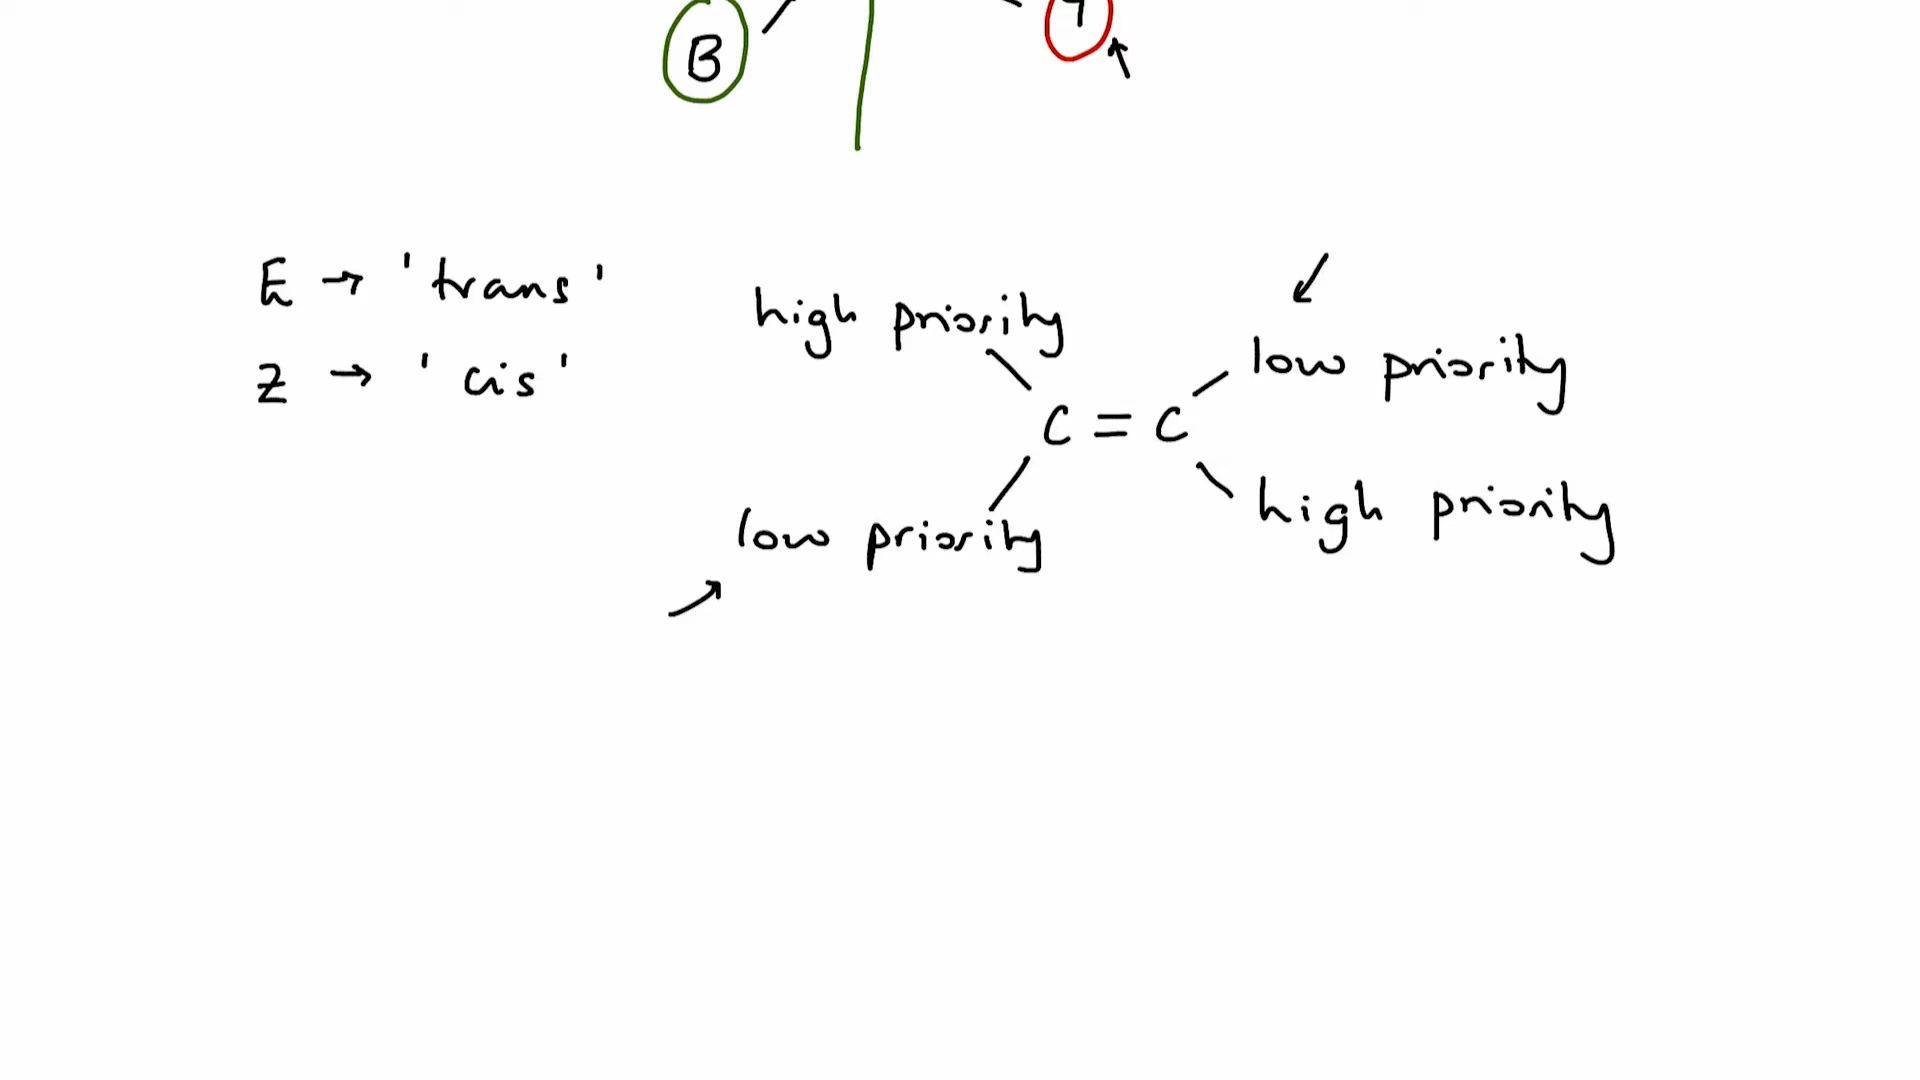 B
E → 'trans'
Z → 'cis'
high priority
low priority
C = C
low priority
high priority